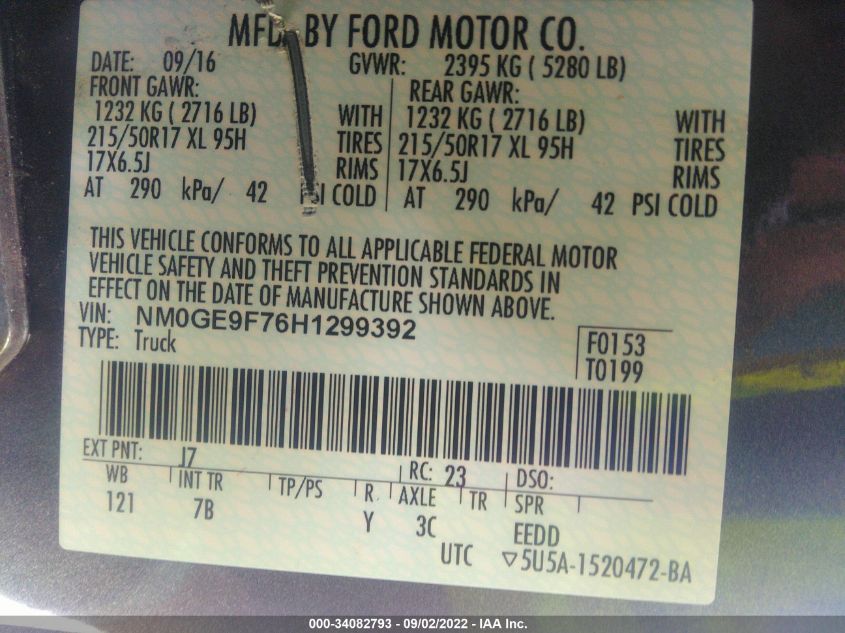 MFD. BY FORD MOTOR CO.
DATE: 09/16 GVWR: 2395 KG ( 5280 LB)
FRONT GAWR: REAR GAWR:
1232 KG ( 2716 LB) WITH 1232 KG ( 2716 LB) WITH
215/50R17 XL 95H TIRES 215/50R17 XL 95H TIRES
17X6.5J RIMS 17X6.5J RIMS
AT 290 kPa/ 42 PSI COLD AT 290 kPa/ 42 PSI COLD
THIS VEHICLE CONFORMS TO ALL APPLICABLE FEDERAL MOTOR
VEHICLE SAFETY AND THEFT PREVENTION STANDARDS IN
EFFECT ON THE DATE OF MANUFACTURE SHOWN ABOVE.
VIN: NM0GE9F76H1299392
TYPE: Truck
F0153
T0199
EXT PNT: J7 RC: 23 DSO:
WB INT TR TP/PS R AXLE TR SPR
121 7B Y 3C EEDD
UTC ▽5U5A-1520472-BA
000-34082793 - 09/02/2022 - IAA Inc.